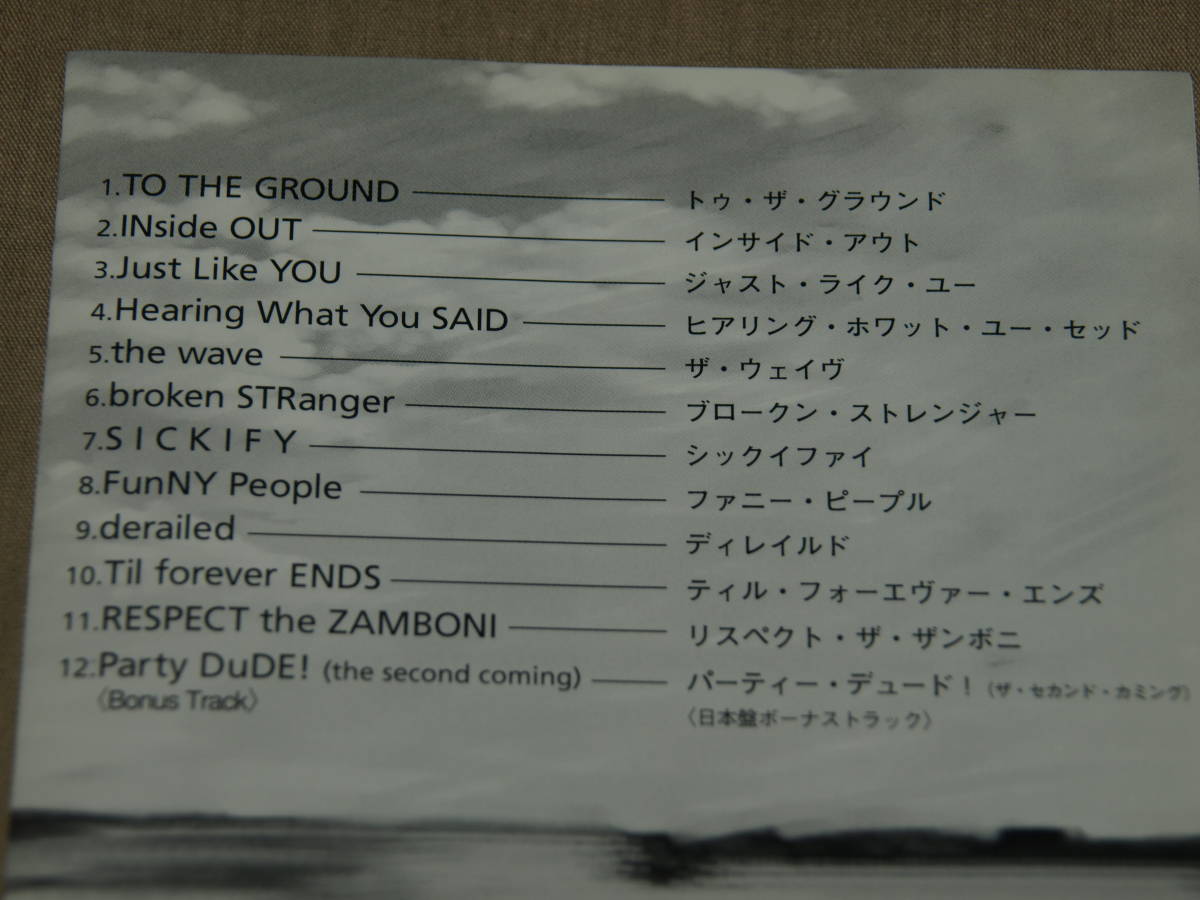 1.TO THE GROUND トゥ・ザ・グラウンド
2.INside OUT インサイド・アウト
3.Just Like YOU ジャスト・ライク・ユー
4.Hearing What You SAID ヒアリング・ホワット・ユー・セッド
5.the wave ザ・ウェイヴ
6.broken STRanger ブロークン・ストレンジャー
7.S I C K I F Y シックイファイ
8.FunNY People ファニー・ピープル
9.derailed ディレイルド
10.Til forever ENDS ティル・フォーエヴァー・エンズ
11.RESPECT the ZAMBONI リスペクト・ザ・ザンボニ
12.Party DuDE! (the second coming) パーティー・デュード！（ザ・セカンド・カミング）
〈Bonus Track〉 〈日本盤ボーナストラック〉